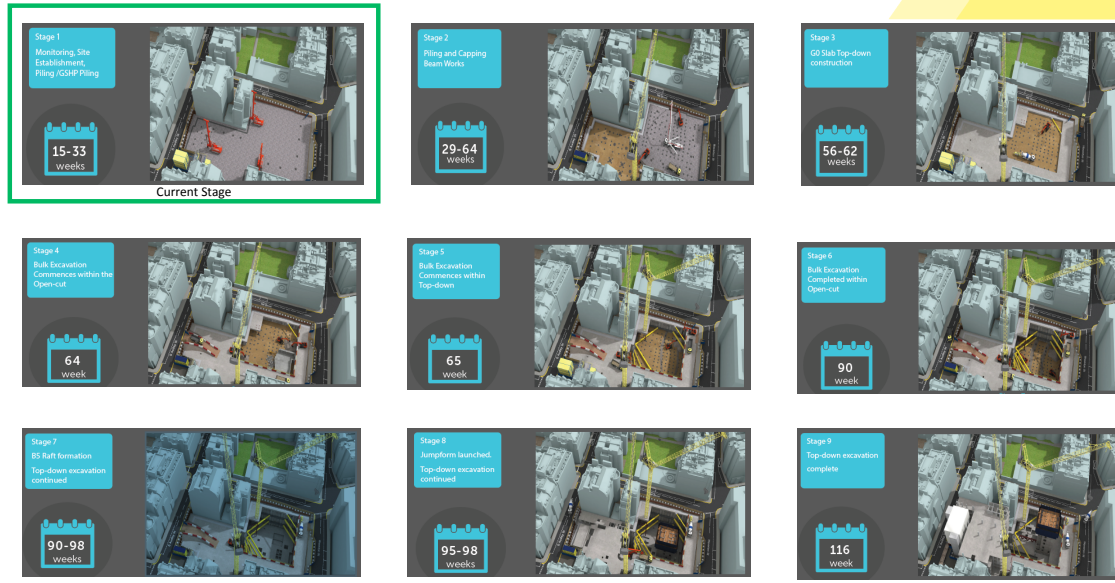 Stage 1
Monitoring, Site
Establishment,
Piling /GSHP Piling
15-33
weeks
Current Stage
Stage 2
Piling and Capping
Beam Works
29-64
weeks
Stage 3
G0 Slab Top-down
construction
56-62
weeks
Stage 4
Bulk Excavation
Commences within the
Open-cut
64
week
Stage 5
Bulk Excavation
Commences within
Top-down
65
week
Stage 6
Bulk Excavation
Completed within
Open-cut
90
week
Stage 7
B5 Raft formation
Top-down excavation
continued
90-98
weeks
Stage 8
Jumpform launched.
Top-down excavation
continued
95-98
weeks
Stage 9
Top-down excavation
complete
116
week